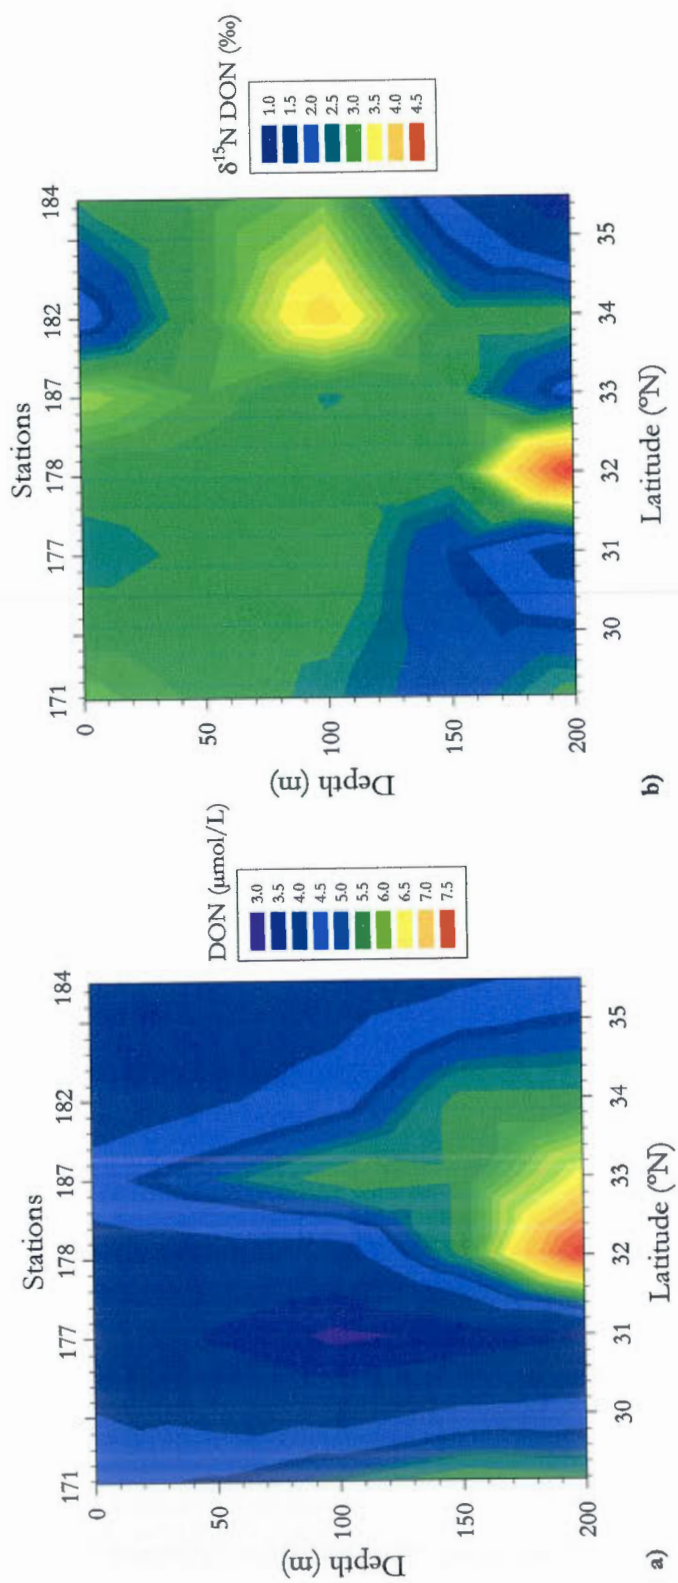 Stations
171 177 178 187 182 184
0
50
100
150
200
Depth (m)
30 31 32 33 34 35
Latitude (ºN)
a)
DON (µmol/L)
3.0
3.5
4.0
4.5
5.0
5.5
6.0
6.5
7.0
7.5
Stations
171 177 178 187 182 184
0
50
100
150
200
Depth (m)
30 31 32 33 34 35
Latitude (ºN)
b)
δ¹⁵N DON (‰)
1.0
1.5
2.0
2.5
3.0
3.5
4.0
4.5